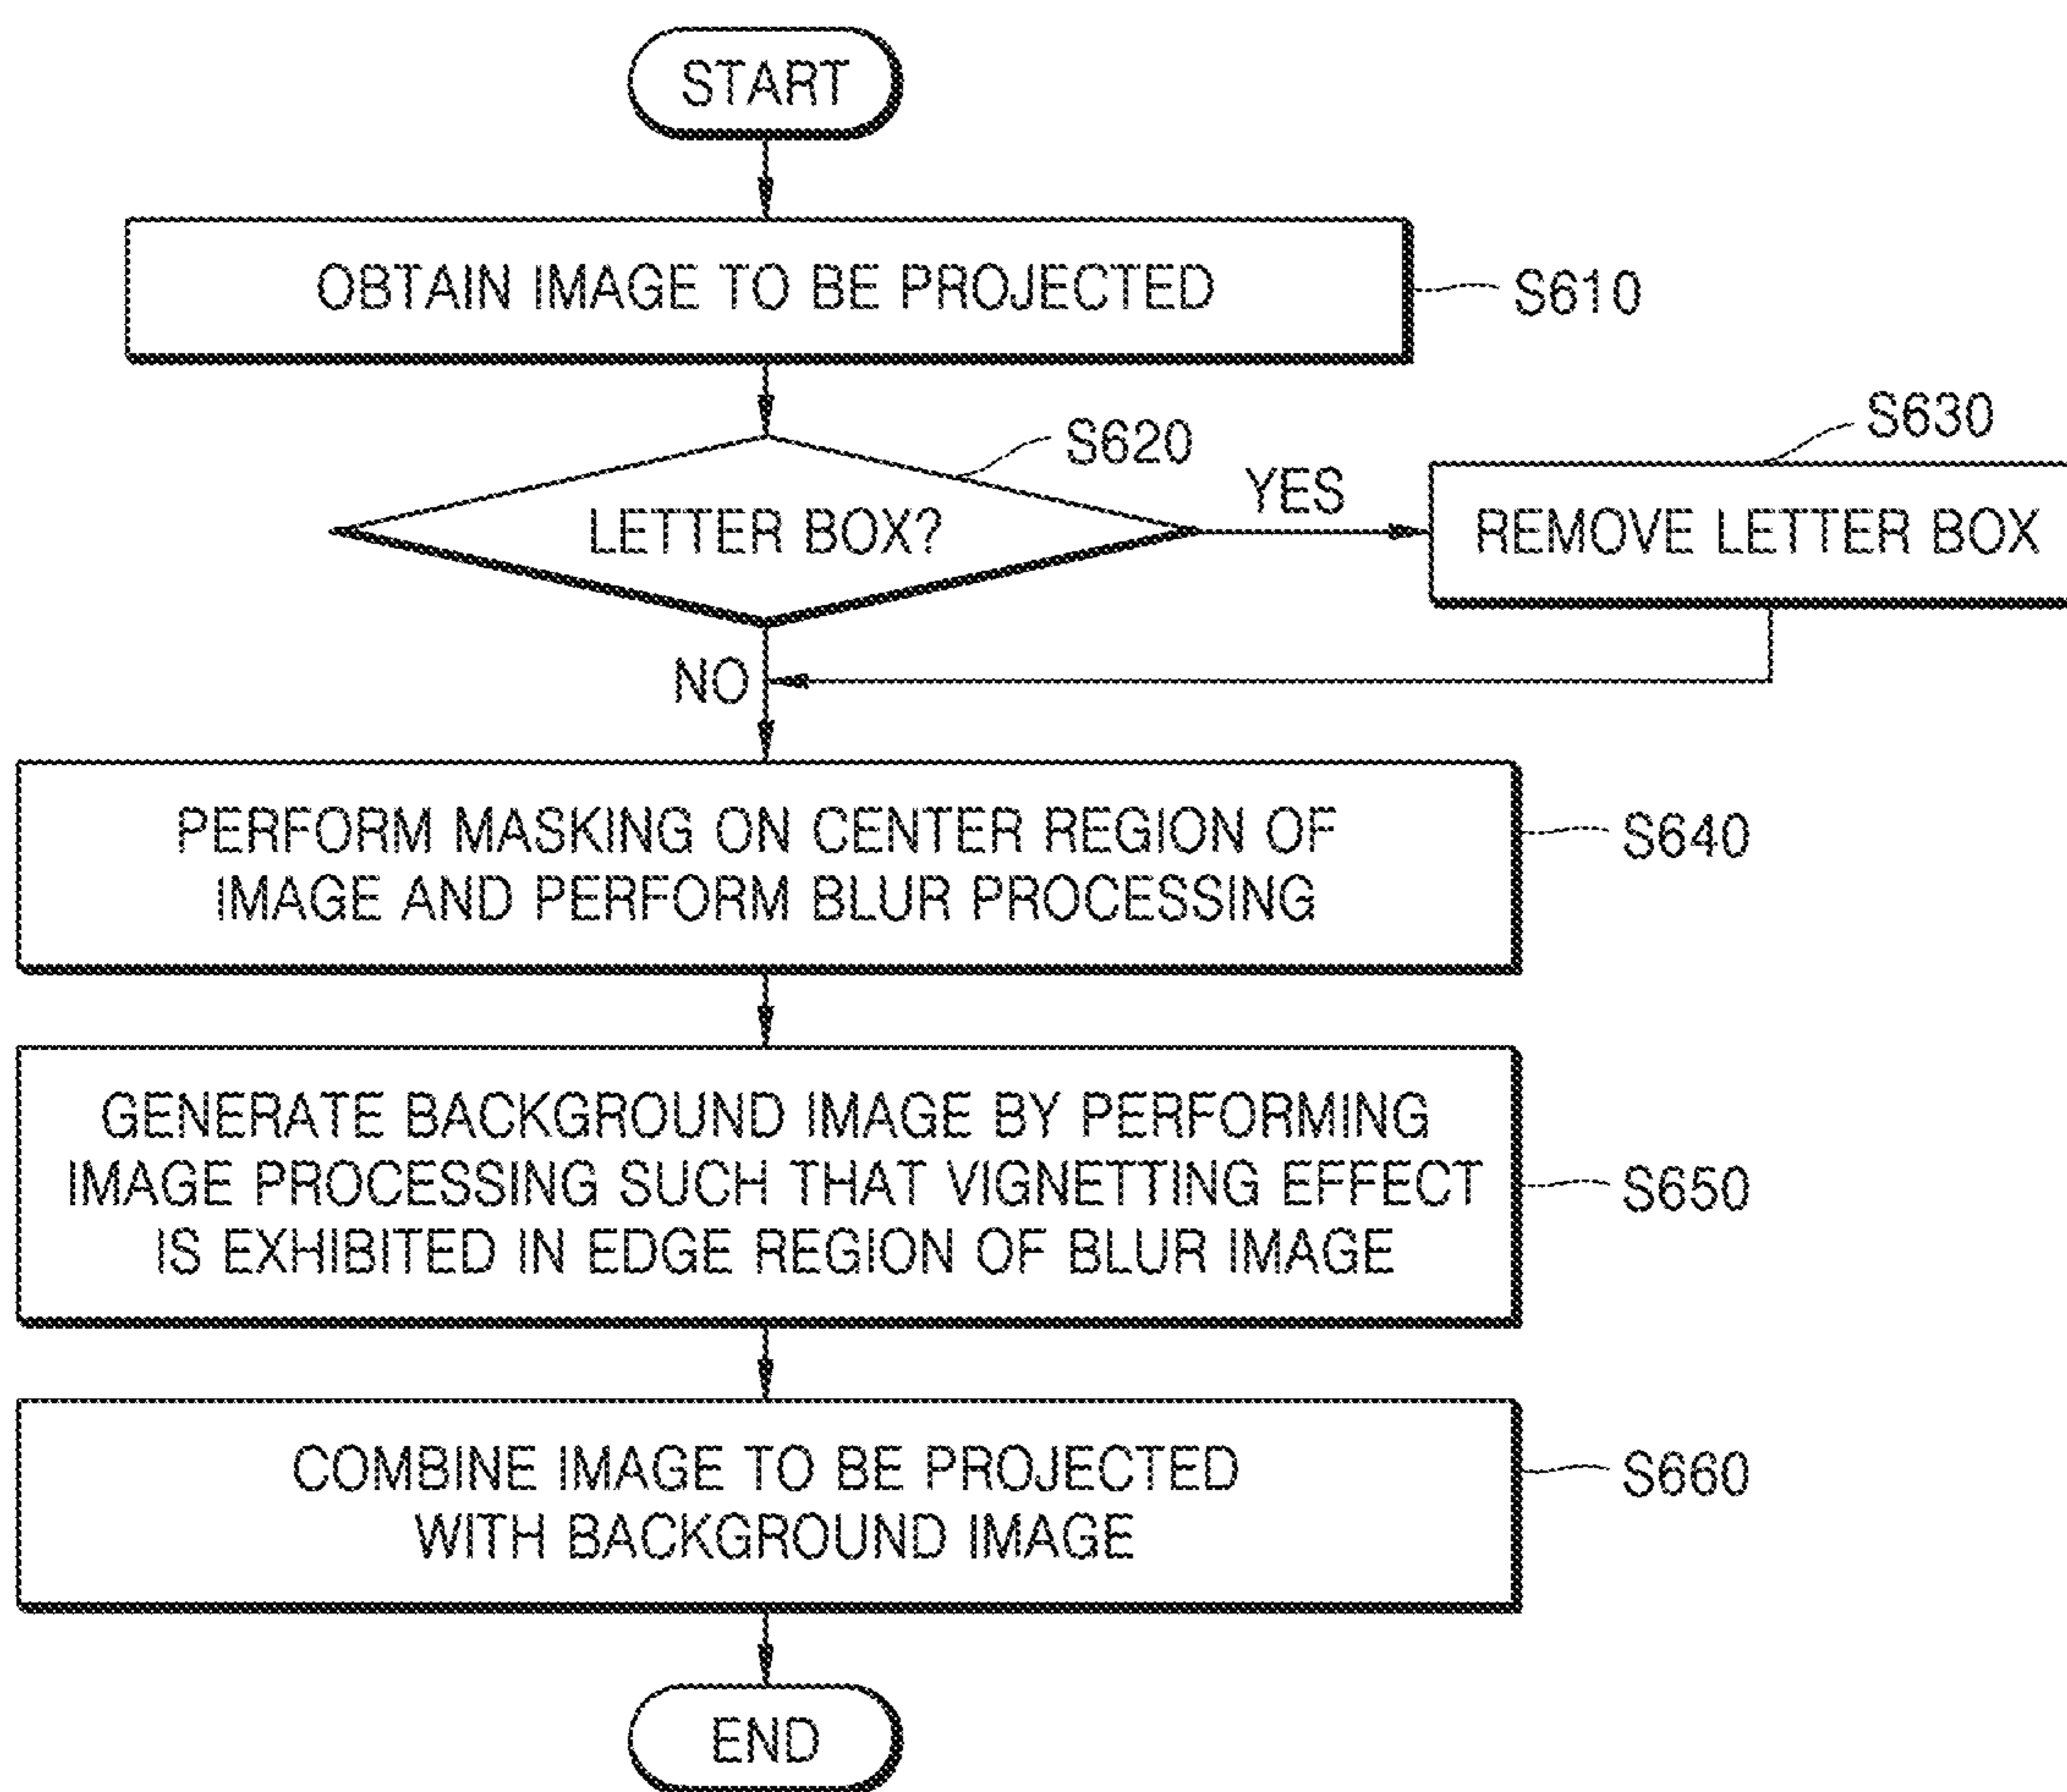 START
OBTAIN IMAGE TO BE PROJECTED
S610
LETTER BOX?
S620
YES
REMOVE LETTER BOX
S630
NO
PERFORM MASKING ON CENTER REGION OF
IMAGE AND PERFORM BLUR PROCESSING
S640
GENERATE BACKGROUND IMAGE BY PERFORMING
IMAGE PROCESSING SUCH THAT VIGNETTING EFFECT
IS EXHIBITED IN EDGE REGION OF BLUR IMAGE
S650
COMBINE IMAGE TO BE PROJECTED
WITH BACKGROUND IMAGE
S660
END